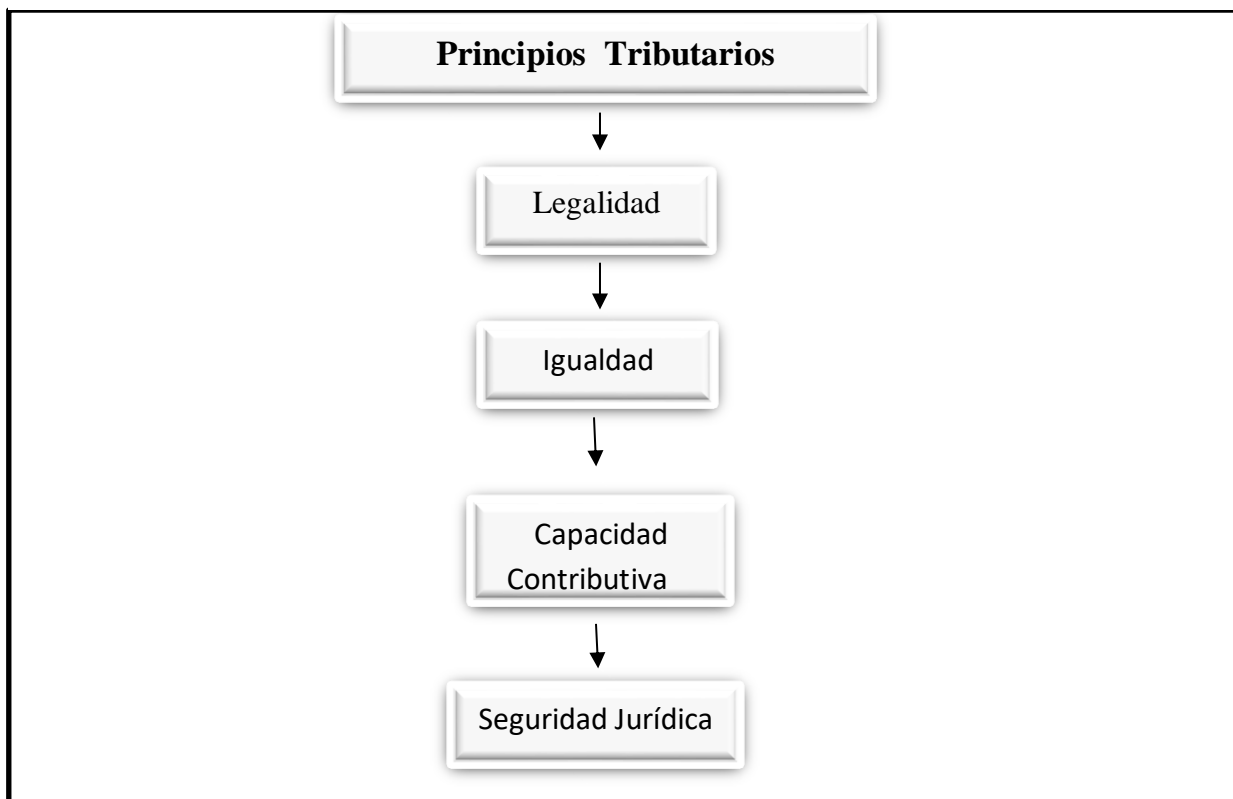 Principios Tributarios
Legalidad
Igualdad
Capacidad
Contributiva
Seguridad Jurídica